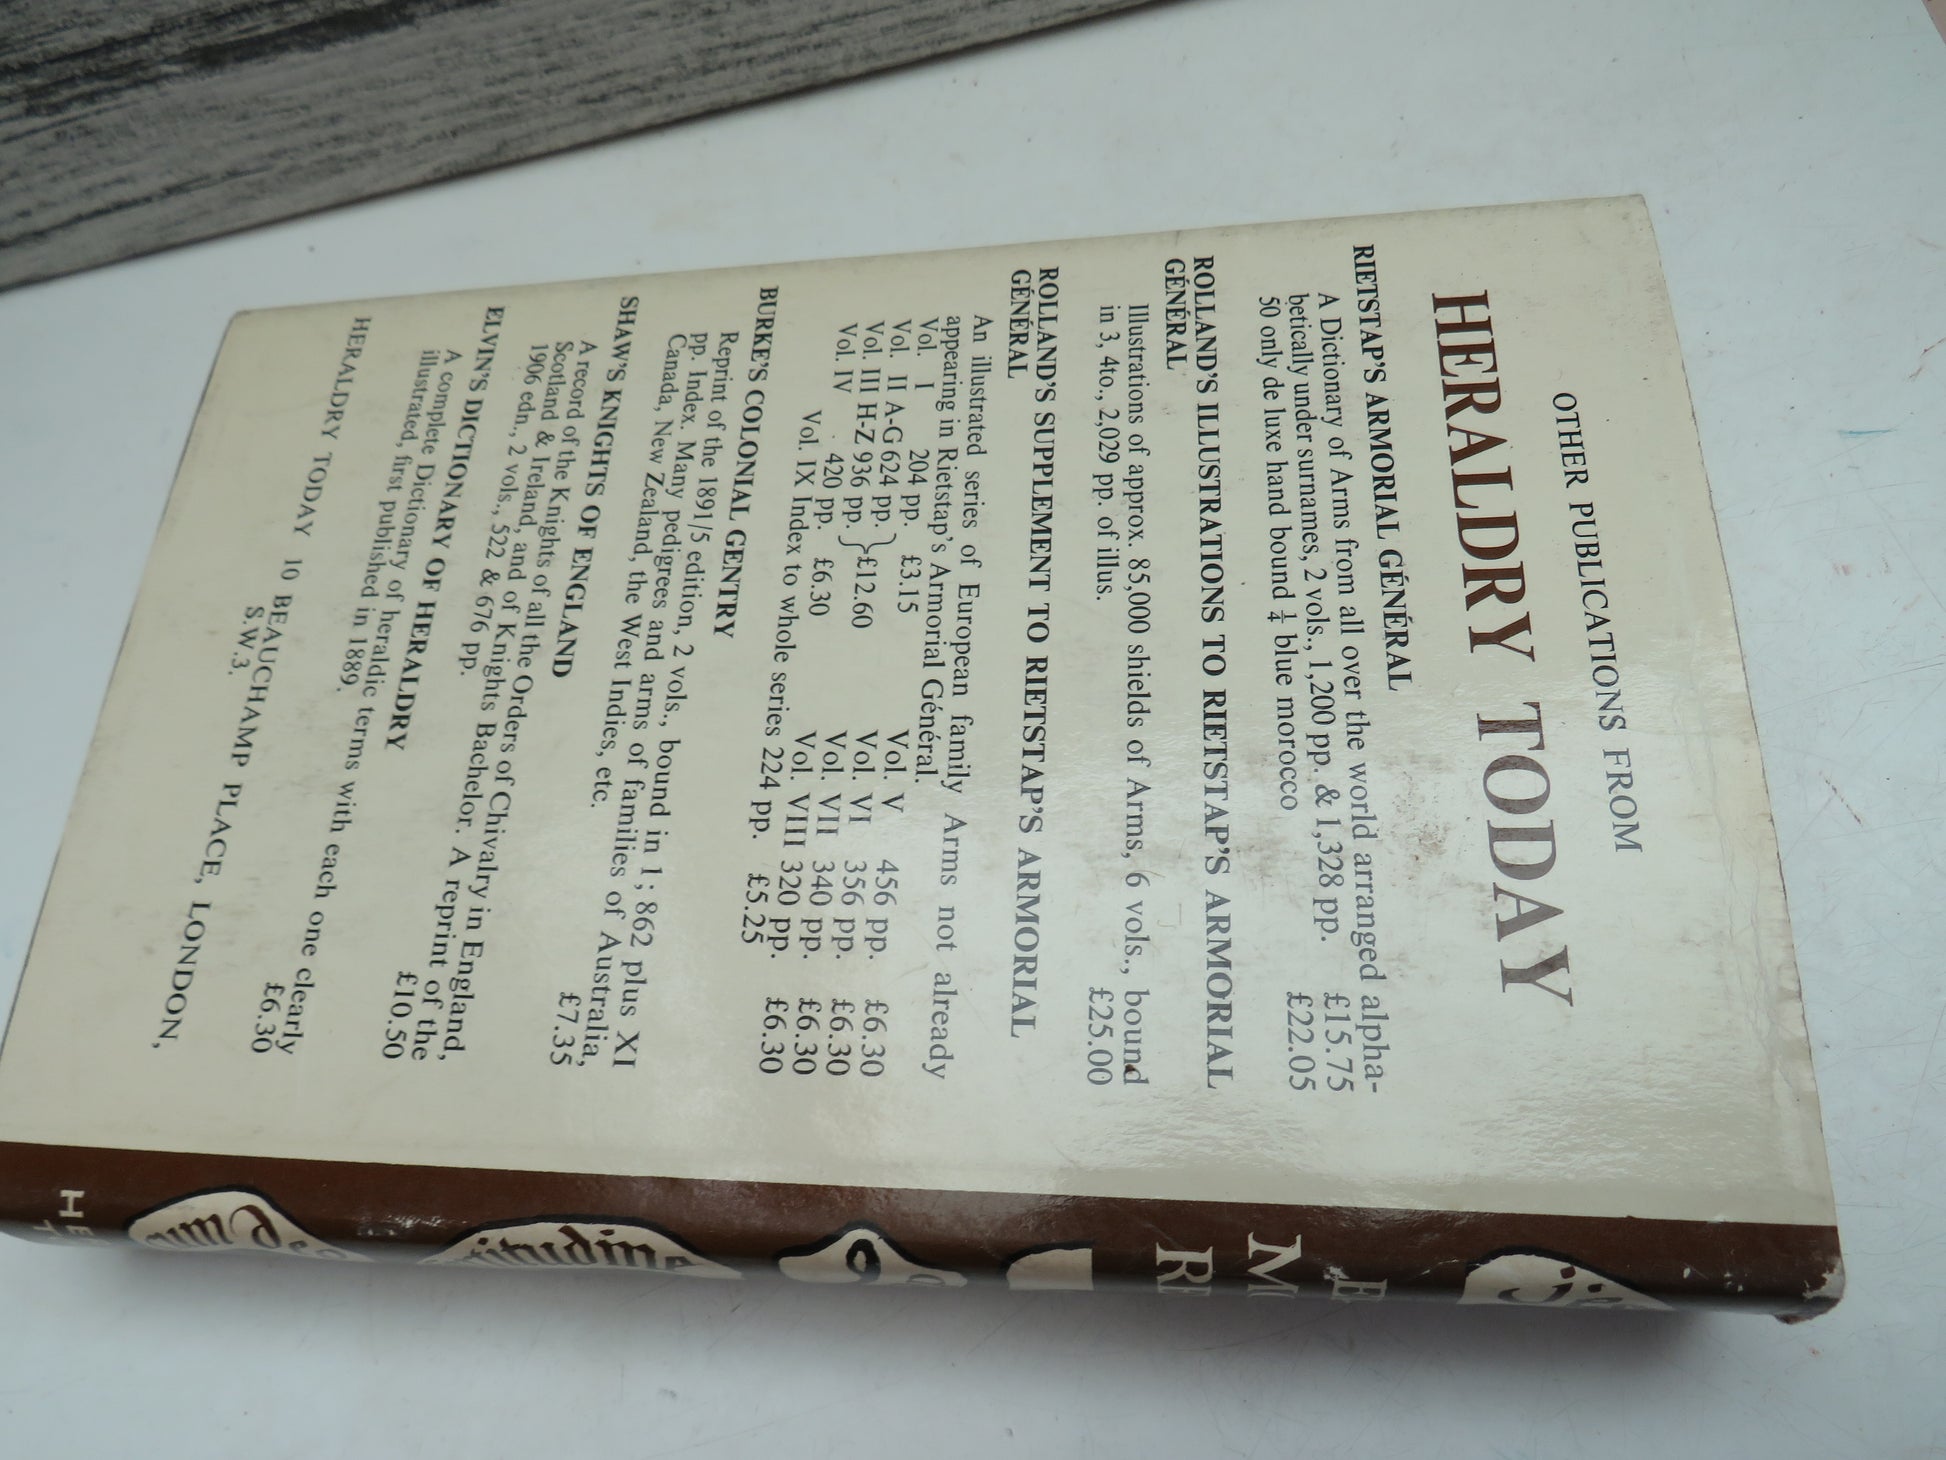 OTHER PUBLICATIONS FROM
HERALDRY TODAY
RIETSTAP'S ARMORIAL GÉNÉRAL
A Dictionary of Arms from all over the world arranged alpha-
betically under surnames, 2 vols., 1,200 pp. & 1,328 pp. £15.75
50 only de luxe hand bound ¼ blue morocco £22.05
ROLLAND'S ILLUSTRATIONS TO RIETSTAP'S ARMORIAL
GÉNÉRAL
Illustrations of approx. 85,000 shields of Arms, 6 vols., bound
in 3, 4to., 2,029 pp. of illus. £25.00
ROLLAND'S SUPPLEMENT TO RIETSTAP'S ARMORIAL
GÉNÉRAL
An illustrated series of European family Arms not already
appearing in Rietstap's Armorial Général.
Vol. I 204 pp. £3.15 Vol. V 456 pp. £6.30
Vol. II A-G 624 pp. } £12.60 Vol. VI 356 pp. £6.30
Vol. III H-Z 936 pp. Vol. VII 340 pp. £6.30
Vol. IV 420 pp. £6.30 Vol. VIII 320 pp. £6.30
Vol. IX Index to whole series 224 pp. £5.25
BURKE'S COLONIAL GENTRY
Reprint of the 1891/5 edition, 2 vols., bound in 1; 862 plus XI
pp. Index. Many pedigrees and arms of families of Australia,
Canada, New Zealand, the West Indies, etc. £7.35
SHAW'S KNIGHTS OF ENGLAND
A record of the Knights of all the Orders of Chivalry in England,
Scotland & Ireland, and of Knights Bachelor. A reprint of the
1906 edn., 2 vols., 522 & 676 pp. £10.50
ELVIN'S DICTIONARY OF HERALDRY
A complete Dictionary of heraldic terms with each one clearly
illustrated, first published in 1889. £6.30
HERALDRY TODAY 10 BEAUCHAMP PLACE, LONDON,
S.W.3.